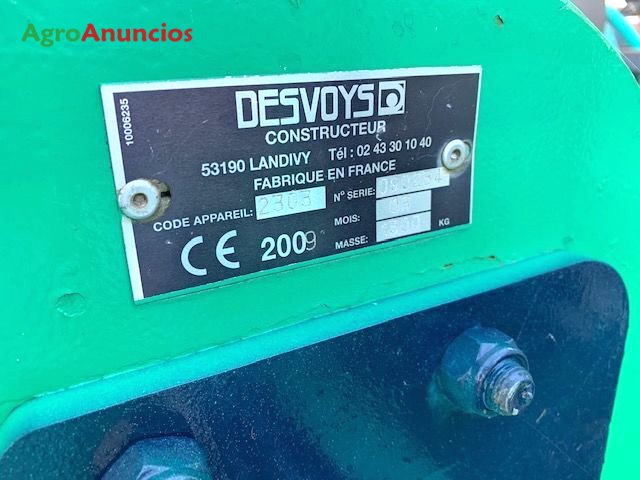 AgroAnuncios
10006235
DESVOYS
CONSTRUCTEUR
53190 LANDIVY Tél : 02 43 30 10 40
FABRIQUE EN FRANCE
CODE APPAREIL: 2303 N° SERIE:
MOIS:
CE 2009 MASSE: KG